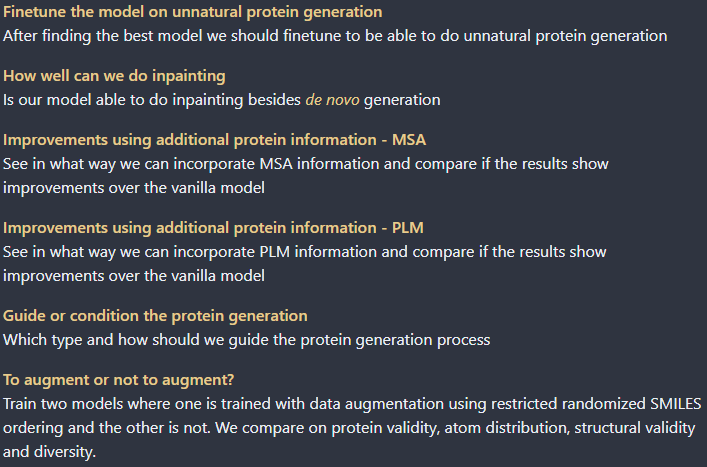 Finetune the model on unnatural protein generation
After finding the best model we should finetune to be able to do unnatural protein generation
How well can we do inpainting
Is our model able to do inpainting besides de novo generation
Improvements using additional protein information - MSA
See in what way we can incorporate MSA information and compare if the results show
improvements over the vanilla model
Improvements using additional protein information - PLM
See in what way we can incorporate PLM information and compare if the results show
improvements over the vanilla model
Guide or condition the protein generation
Which type and how should we guide the protein generation process
To augment or not to augment?
Train two models where one is trained with data augmentation using restricted randomized SMILES
ordering and the other is not. We compare on protein validity, atom distribution, structural validity
and diversity.